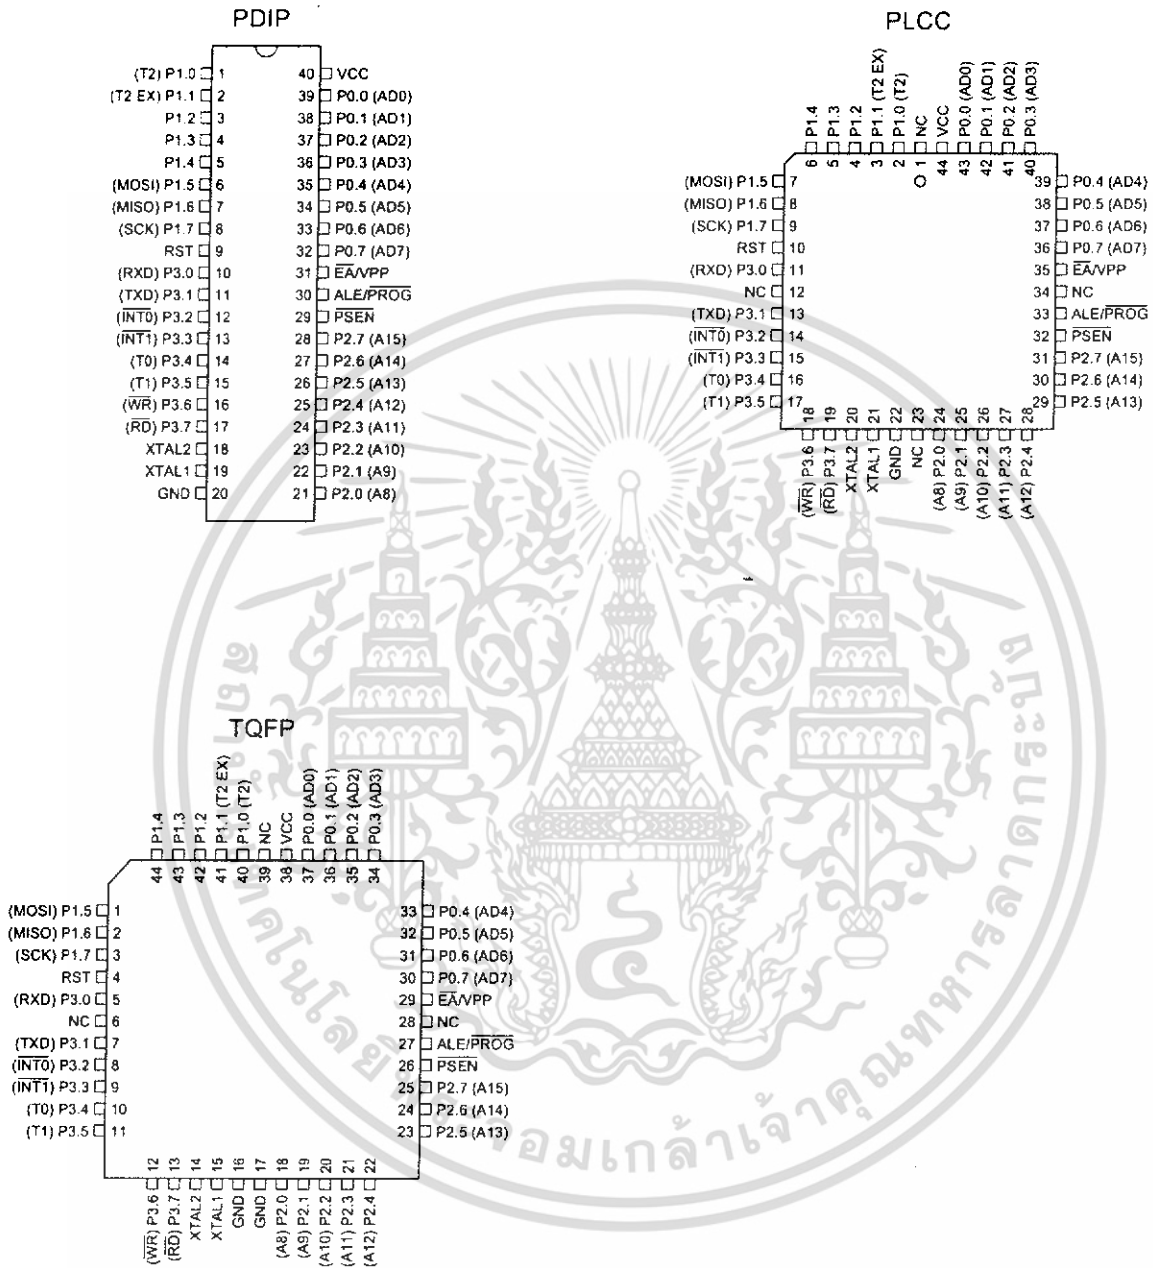 PDIP
(T2) P1.0 1
(T2 EX) P1.1 2
P1.2 3
P1.3 4
P1.4 5
(MOSI) P1.5 6
(MISO) P1.6 7
(SCK) P1.7 8
RST 9
(RXD) P3.0 10
(TXD) P3.1 11
(INT0) P3.2 12
(INT1) P3.3 13
(T0) P3.4 14
(T1) P3.5 15
(WR) P3.6 16
(RD) P3.7 17
XTAL2 18
XTAL1 19
GND 20
40 VCC
39 P0.0 (AD0)
38 P0.1 (AD1)
37 P0.2 (AD2)
36 P0.3 (AD3)
35 P0.4 (AD4)
34 P0.5 (AD5)
33 P0.6 (AD6)
32 P0.7 (AD7)
31 EA/VPP
30 ALE/PROG
29 PSEN
28 P2.7 (A15)
27 P2.6 (A14)
26 P2.5 (A13)
25 P2.4 (A12)
24 P2.3 (A11)
23 P2.2 (A10)
22 P2.1 (A9)
21 P2.0 (A8)
PLCC
6 P1.4
5 P1.3
4 P1.2
3 P1.1 (T2 EX)
2 P1.0 (T2)
1 NC
44 VCC
43 P0.0 (AD0)
42 P0.1 (AD1)
41 P0.2 (AD2)
40 P0.3 (AD3)
(MOSI) P1.5 7
(MISO) P1.6 8
(SCK) P1.7 9
RST 10
(RXD) P3.0 11
NC 12
(TXD) P3.1 13
(INT0) P3.2 14
(INT1) P3.3 15
(T0) P3.4 16
(T1) P3.5 17
39 P0.4 (AD4)
38 P0.5 (AD5)
37 P0.6 (AD6)
36 P0.7 (AD7)
35 EA/VPP
34 NC
33 ALE/PROG
32 PSEN
31 P2.7 (A15)
30 P2.6 (A14)
29 P2.5 (A13)
(WR) P3.6 18
(RD) P3.7 19
XTAL2 20
XTAL1 21
GND 22
NC 23
(A8) P2.0 24
(A9) P2.1 25
(A10) P2.2 26
(A11) P2.3 27
(A12) P2.4 28
TQFP
44 P1.4
43 P1.3
42 P1.2
41 P1.1 (T2 EX)
40 P1.0 (T2)
39 NC
38 VCC
37 P0.0 (AD0)
36 P0.1 (AD1)
35 P0.2 (AD2)
34 P0.3 (AD3)
(MOSI) P1.5 1
(MISO) P1.6 2
(SCK) P1.7 3
RST 4
(RXD) P3.0 5
NC 6
(TXD) P3.1 7
(INT0) P3.2 8
(INT1) P3.3 9
(T0) P3.4 10
(T1) P3.5 11
33 P0.4 (AD4)
32 P0.5 (AD5)
31 P0.6 (AD6)
30 P0.7 (AD7)
29 EA/VPP
28 NC
27 ALE/PROG
26 PSEN
25 P2.7 (A15)
24 P2.6 (A14)
23 P2.5 (A13)
(WR) P3.6 12
(RD) P3.7 13
XTAL2 14
XTAL1 15
GND 16
GND 17
(A8) P2.0 18
(A9) P2.1 19
(A10) P2.2 20
(A11) P2.3 21
(A12) P2.4 22